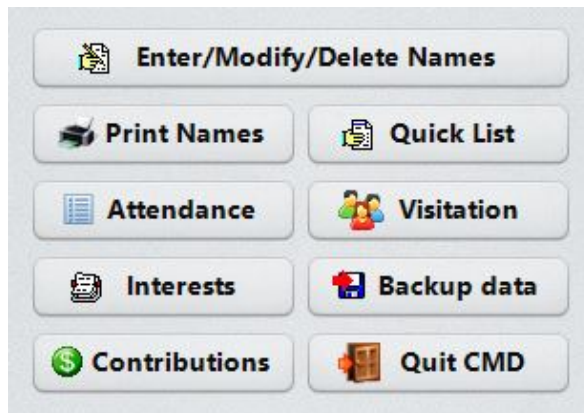 Enter/Modify/Delete Names
Print Names
Quick List
Attendance
Visitation
Interests
Backup data
Contributions
Quit CMD